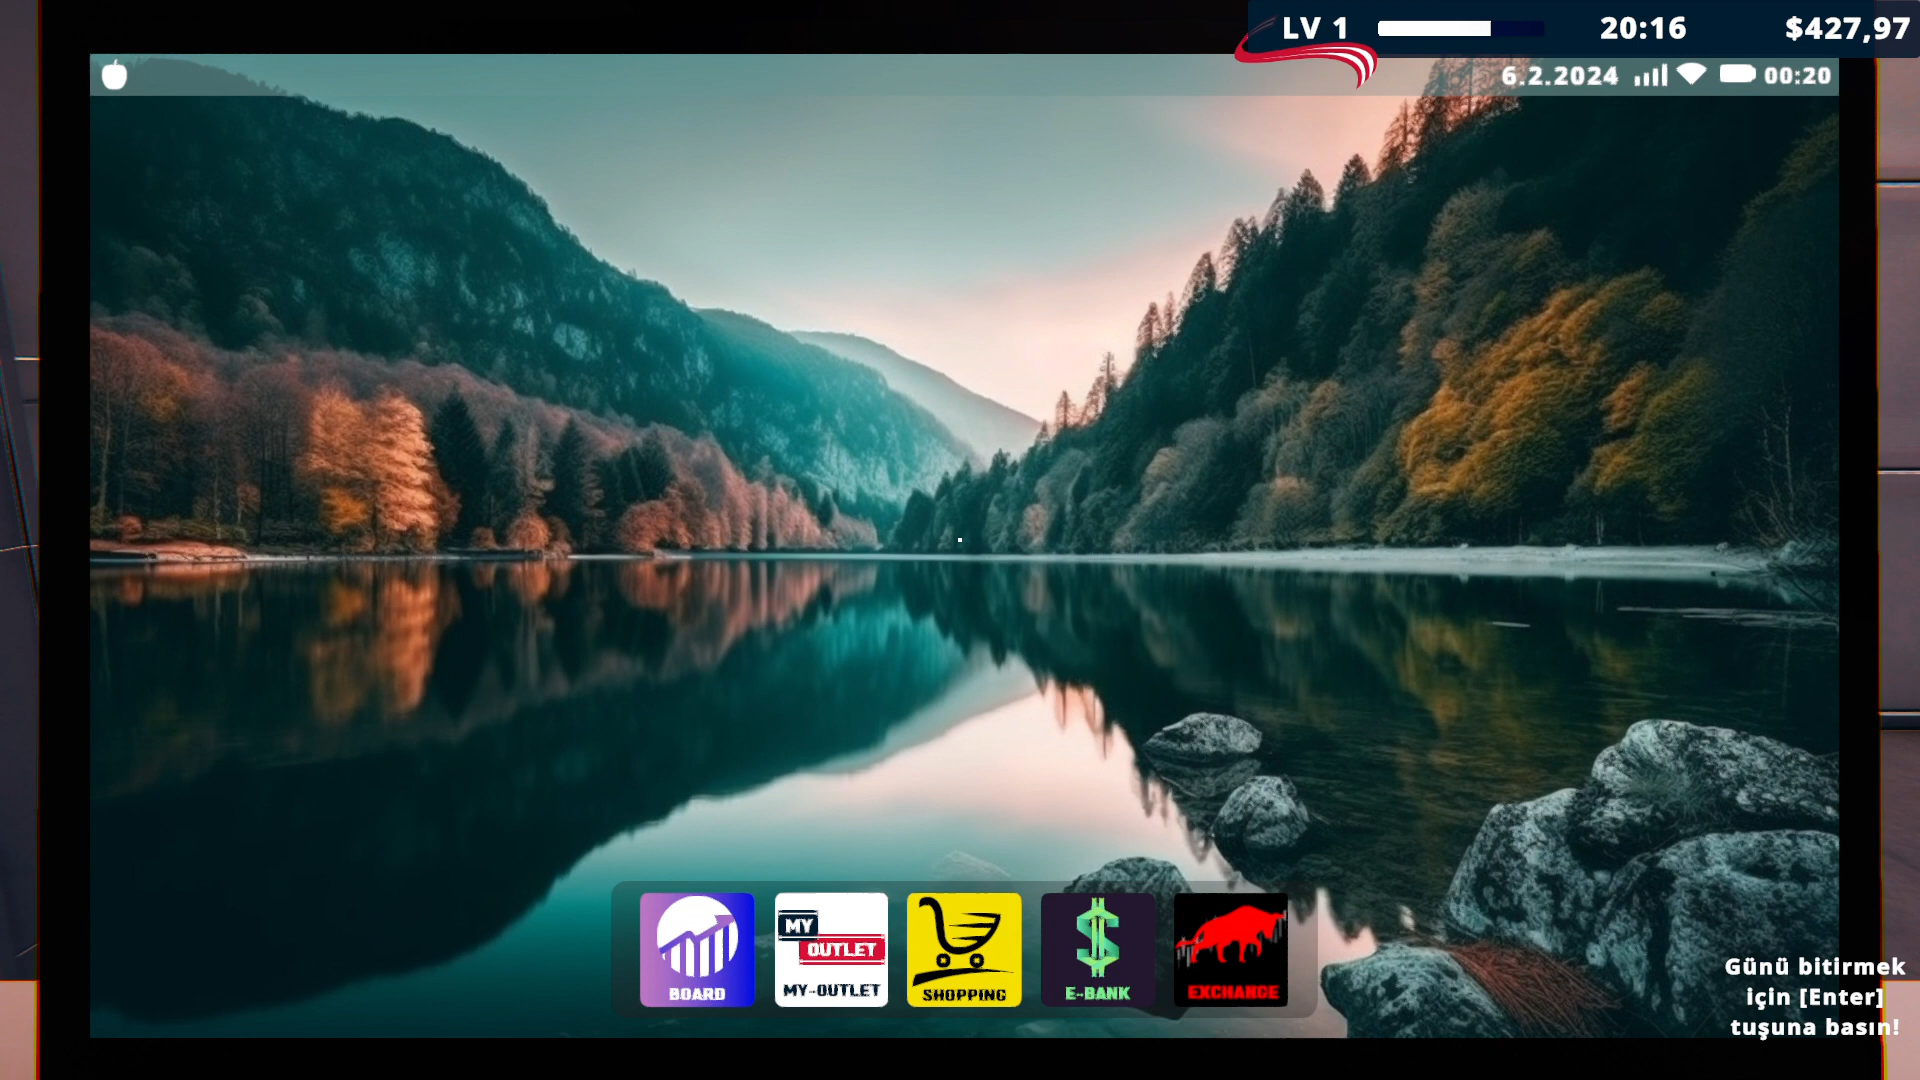 LV 1 20:16 $427,97
6.2.2024 00:20
MY
OUTLET
BOARD MY-OUTLET SHOPPING E-BANK EXCHANGE
Günü bitirmek
için [Enter]
tuşuna basın!